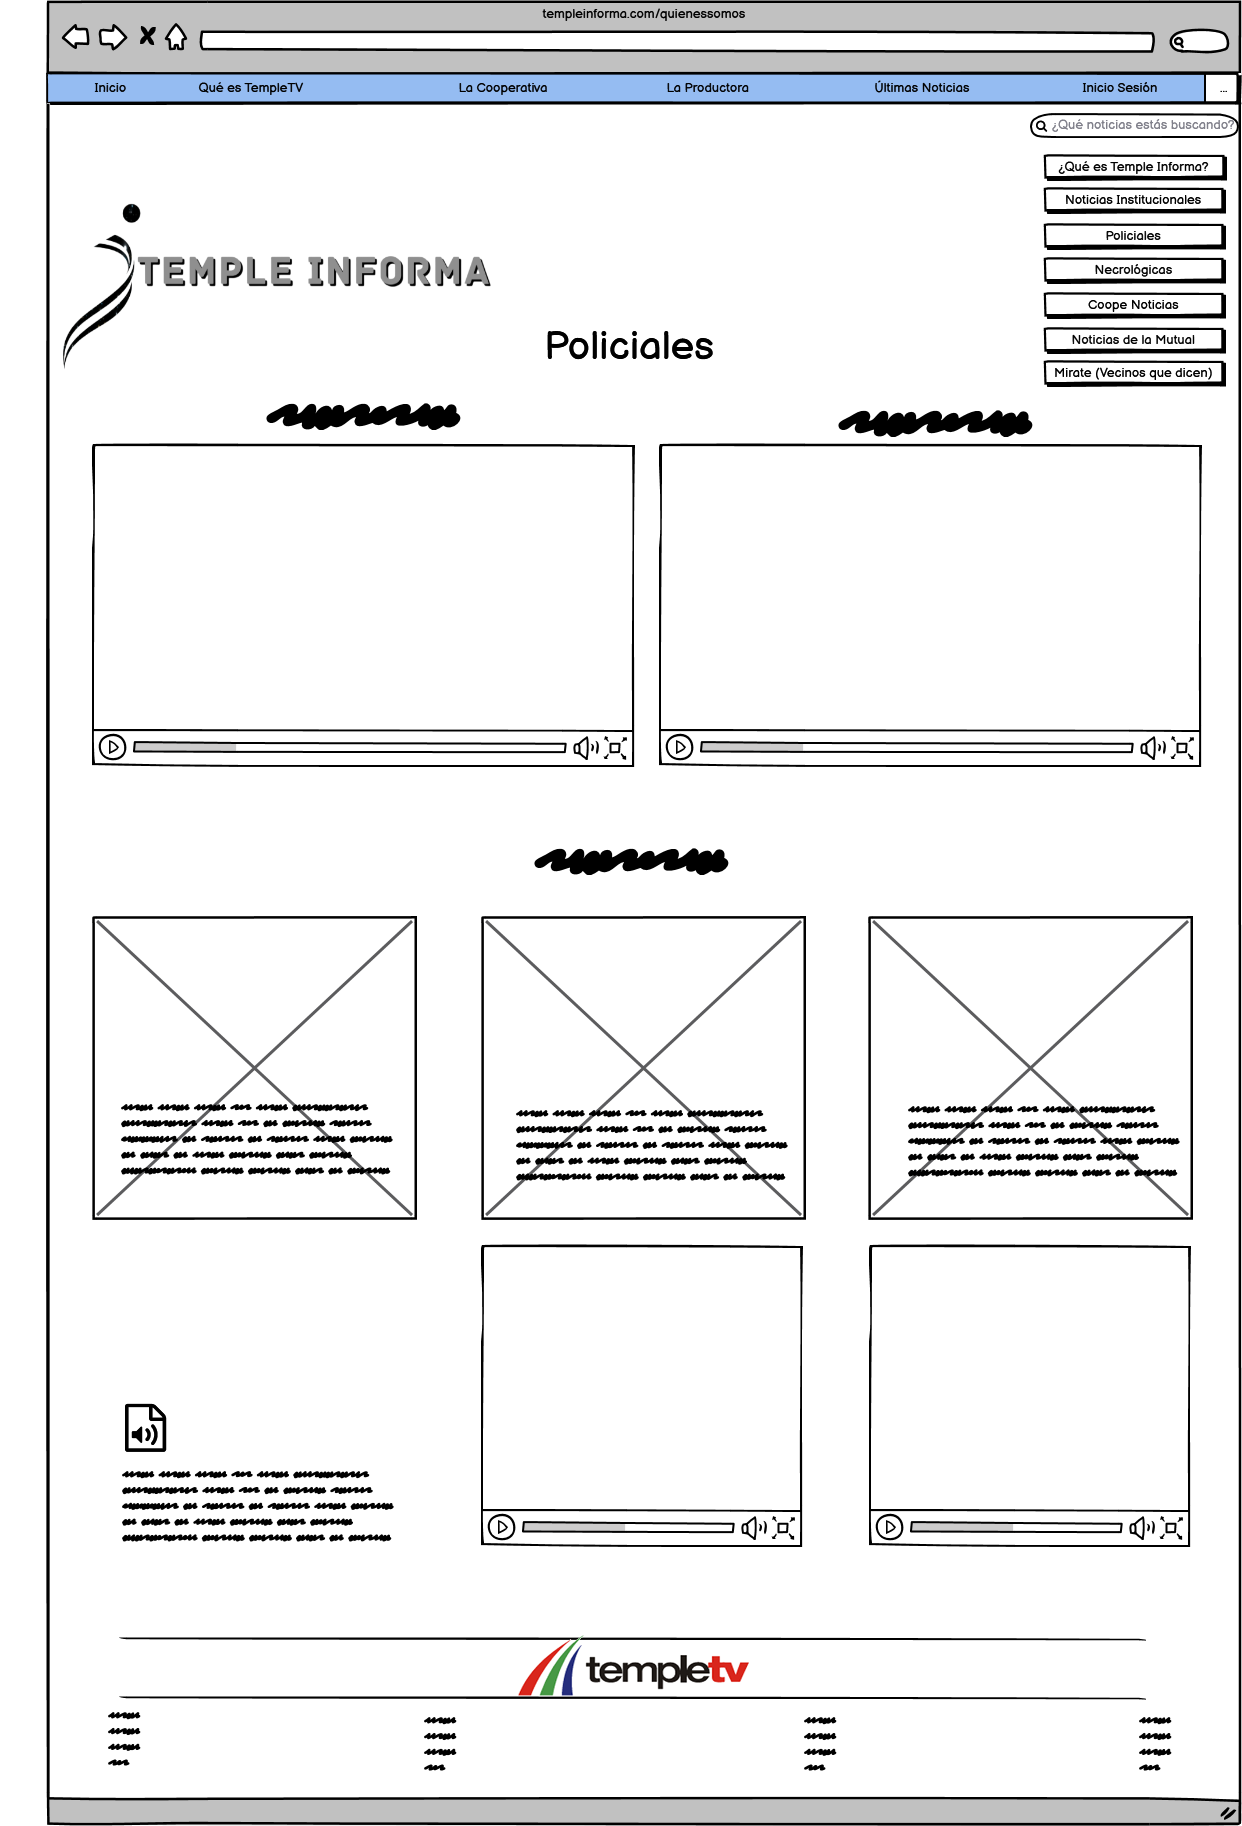 templeinforma.com/quienessomos
Inicio Qué es TempleTV La Cooperativa La Productora Últimas Noticias Inicio Sesión ...
¿Qué noticias estás buscando?
¿Qué es Temple Informa?
Noticias Institucionales
Policiales
Necrológicas
Coope Noticias
Noticias de la Mutual
Mirate (Vecinos que dicen)
TEMPLE INFORMA
Policiales
templetv